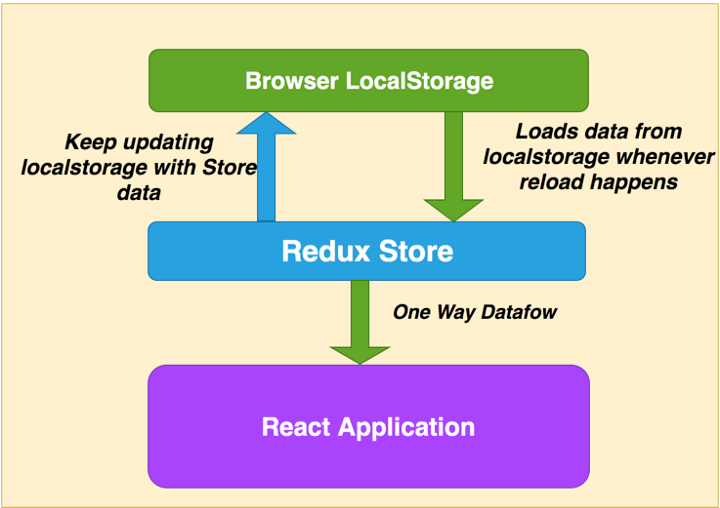 Browser LocalStorage
Keep updating
localstorage with Store
data
Loads data from
localstorage whenever
reload happens
Redux Store
One Way Datafow
React Application